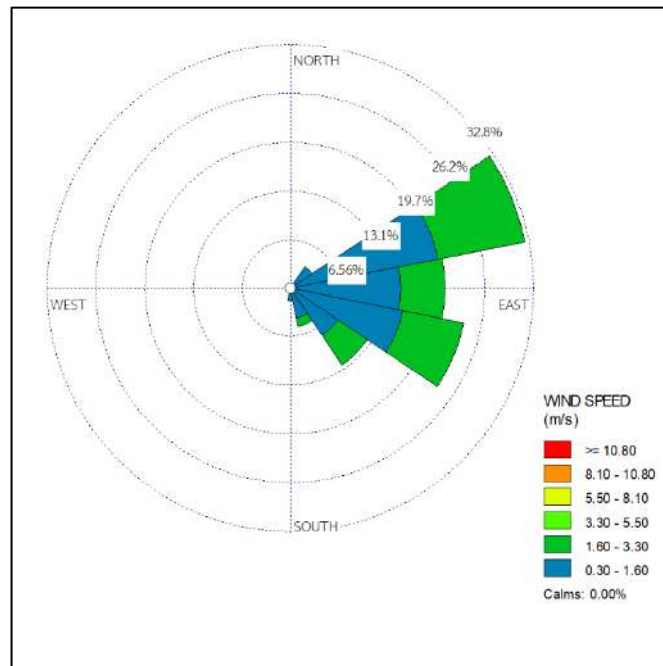 NORTH
32.8%
26.2%
19.7%
13.1%
6.56%
WEST
EAST
SOUTH
WIND SPEED
(m/s)
>= 10.80
8.10 - 10.80
5.50 - 8.10
3.30 - 5.50
1.60 - 3.30
0.30 - 1.60
Calms: 0.00%